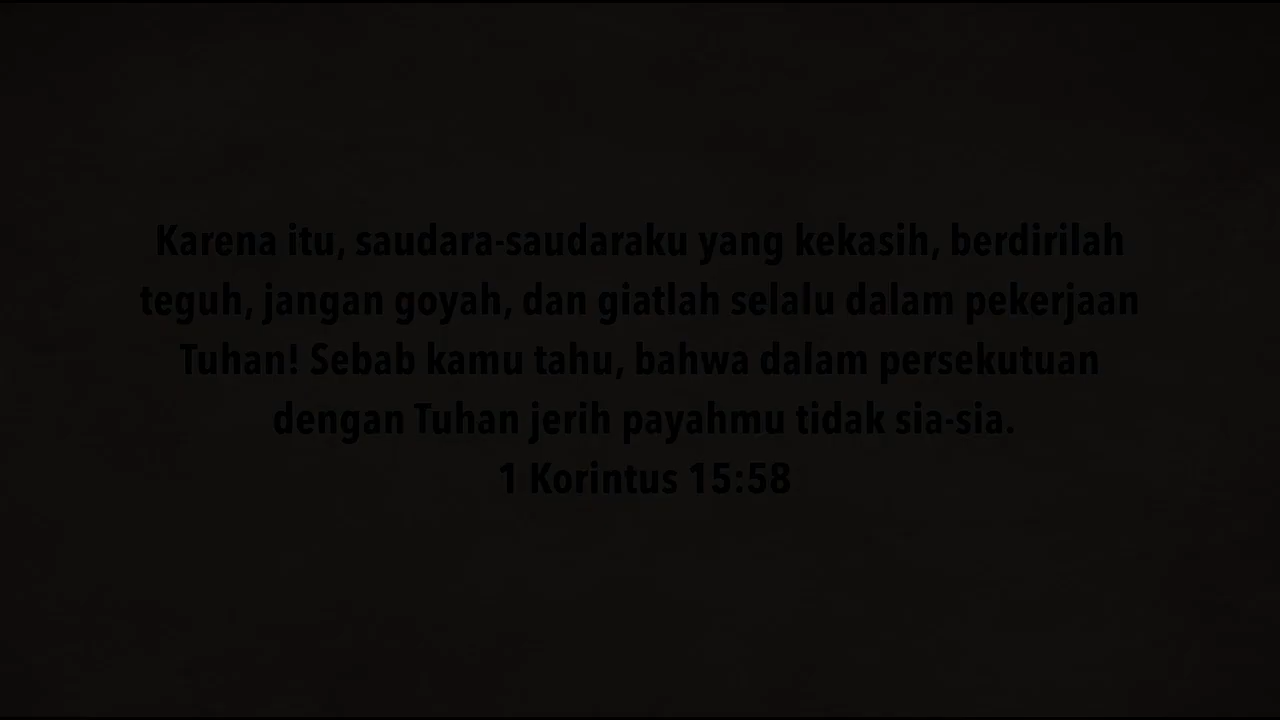 Karena itu, saudara-saudaraku yang kekasih, berdirilah
teguh, jangan goyah, dan giatlah selalu dalam pekerjaan
Tuhan! Sebab kamu tahu, bahwa dalam persekutuan
dengan Tuhan jerih payahmu tidak sia-sia.
1 Korintus 15:58